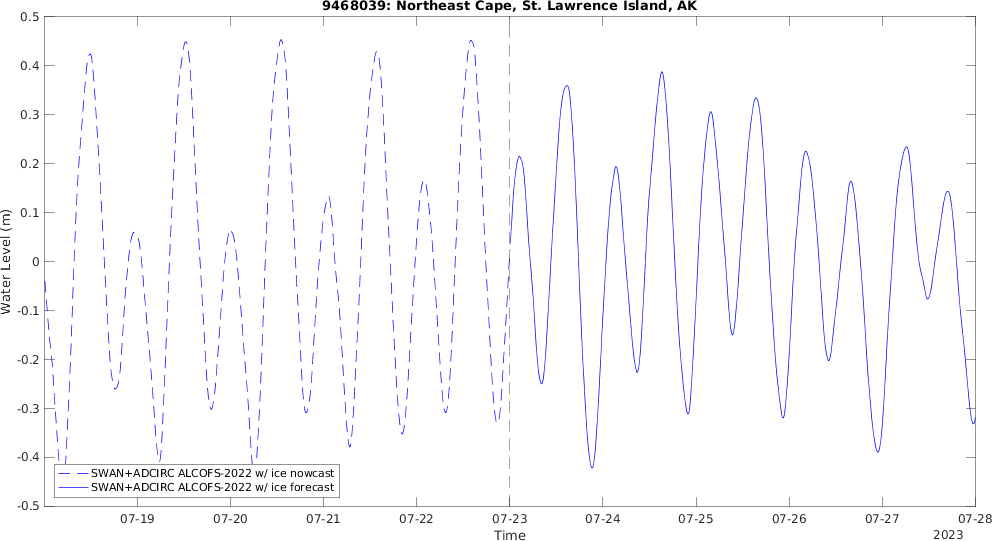 9468039: Northeast Cape, St. Lawrence Island, AK
0.5
0.4
0.3
0.2
0.1
0
-0.1
-0.2
-0.3
-0.4
-0.5
Water Level (m)
SWAN+ADCIRC ALCOFS-2022 w/ ice nowcast
SWAN+ADCIRC ALCOFS-2022 w/ ice forecast
07-19 07-20 07-21 07-22 07-23 07-24 07-25 07-26 07-27 07-28
Time
2023